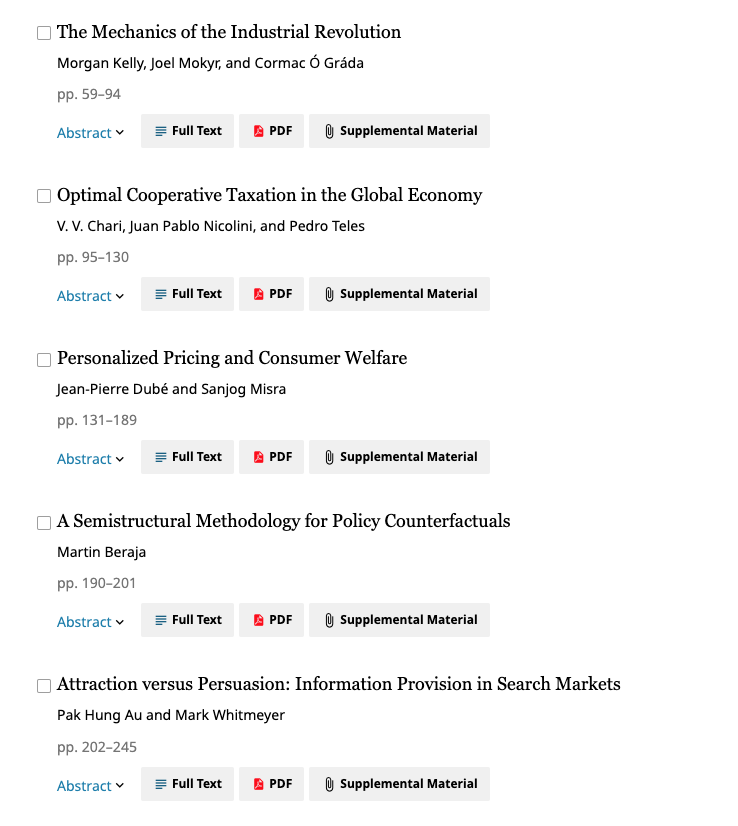 The Mechanics of the Industrial Revolution
Morgan Kelly, Joel Mokyr, and Cormac Ó Gráda
pp. 59–94
Abstract Full Text PDF Supplemental Material
Optimal Cooperative Taxation in the Global Economy
V. V. Chari, Juan Pablo Nicolini, and Pedro Teles
pp. 95–130
Abstract Full Text PDF Supplemental Material
Personalized Pricing and Consumer Welfare
Jean-Pierre Dubé and Sanjog Misra
pp. 131–189
Abstract Full Text PDF Supplemental Material
A Semistructural Methodology for Policy Counterfactuals
Martin Beraja
pp. 190–201
Abstract Full Text PDF Supplemental Material
Attraction versus Persuasion: Information Provision in Search Markets
Pak Hung Au and Mark Whitmeyer
pp. 202–245
Abstract Full Text PDF Supplemental Material